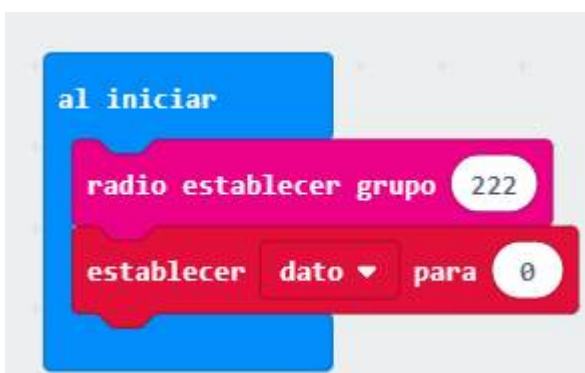 al iniciar
radio establecer grupo 222
establecer dato para 0